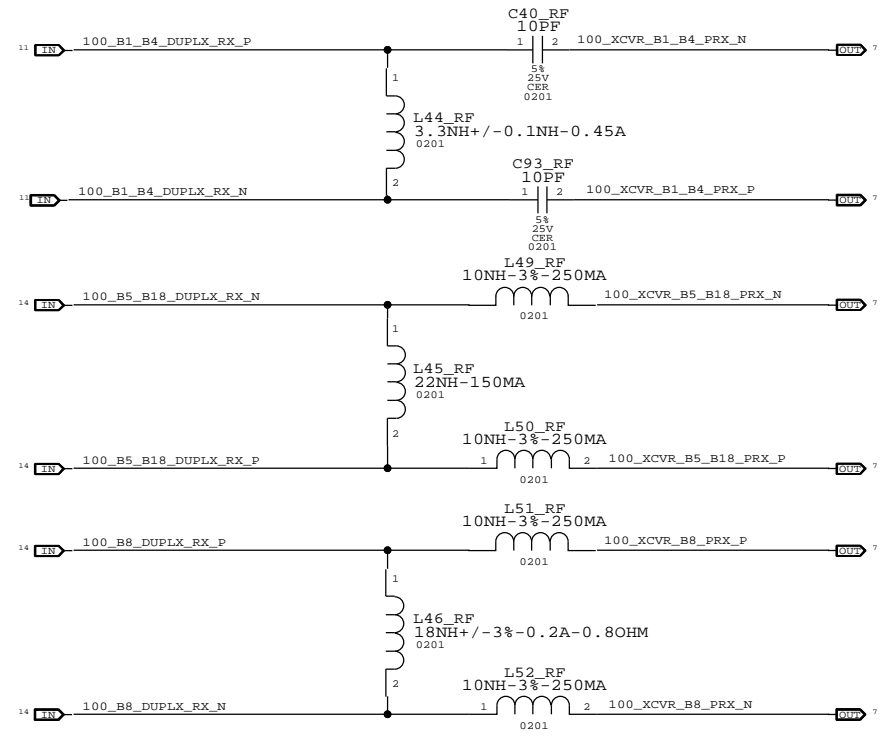 C40_RF
10PF
11 IN 100_B1_B4_DUPLX_RX_P 1 2 100_XCVR_B1_B4_PRX_N OUT 7
5%
25V
CER
0201
1
L44_RF
3.3NH+/-0.1NH-0.45A
0201
2
C93_RF
10PF
11 IN 100_B1_B4_DUPLX_RX_N 1 2 100_XCVR_B1_B4_PRX_P OUT 7
5%
25V
CER
0201
L49_RF
10NH-3%-250MA
14 IN 100_B5_B18_DUPLX_RX_N 100_XCVR_B5_B18_PRX_N OUT 7
0201
1
L45_RF
22NH-150MA
0201
2
L50_RF
10NH-3%-250MA
14 IN 100_B5_B18_DUPLX_RX_P 1 2 100_XCVR_B5_B18_PRX_P OUT 7
0201
L51_RF
10NH-3%-250MA
14 IN 100_B8_DUPLX_RX_P 100_XCVR_B8_PRX_P OUT 7
0201
1
L46_RF
18NH+/-3%-0.2A-0.8OHM
0201
2
L52_RF
10NH-3%-250MA
14 IN 100_B8_DUPLX_RX_N 1 2 100_XCVR_B8_PRX_N OUT 7
0201